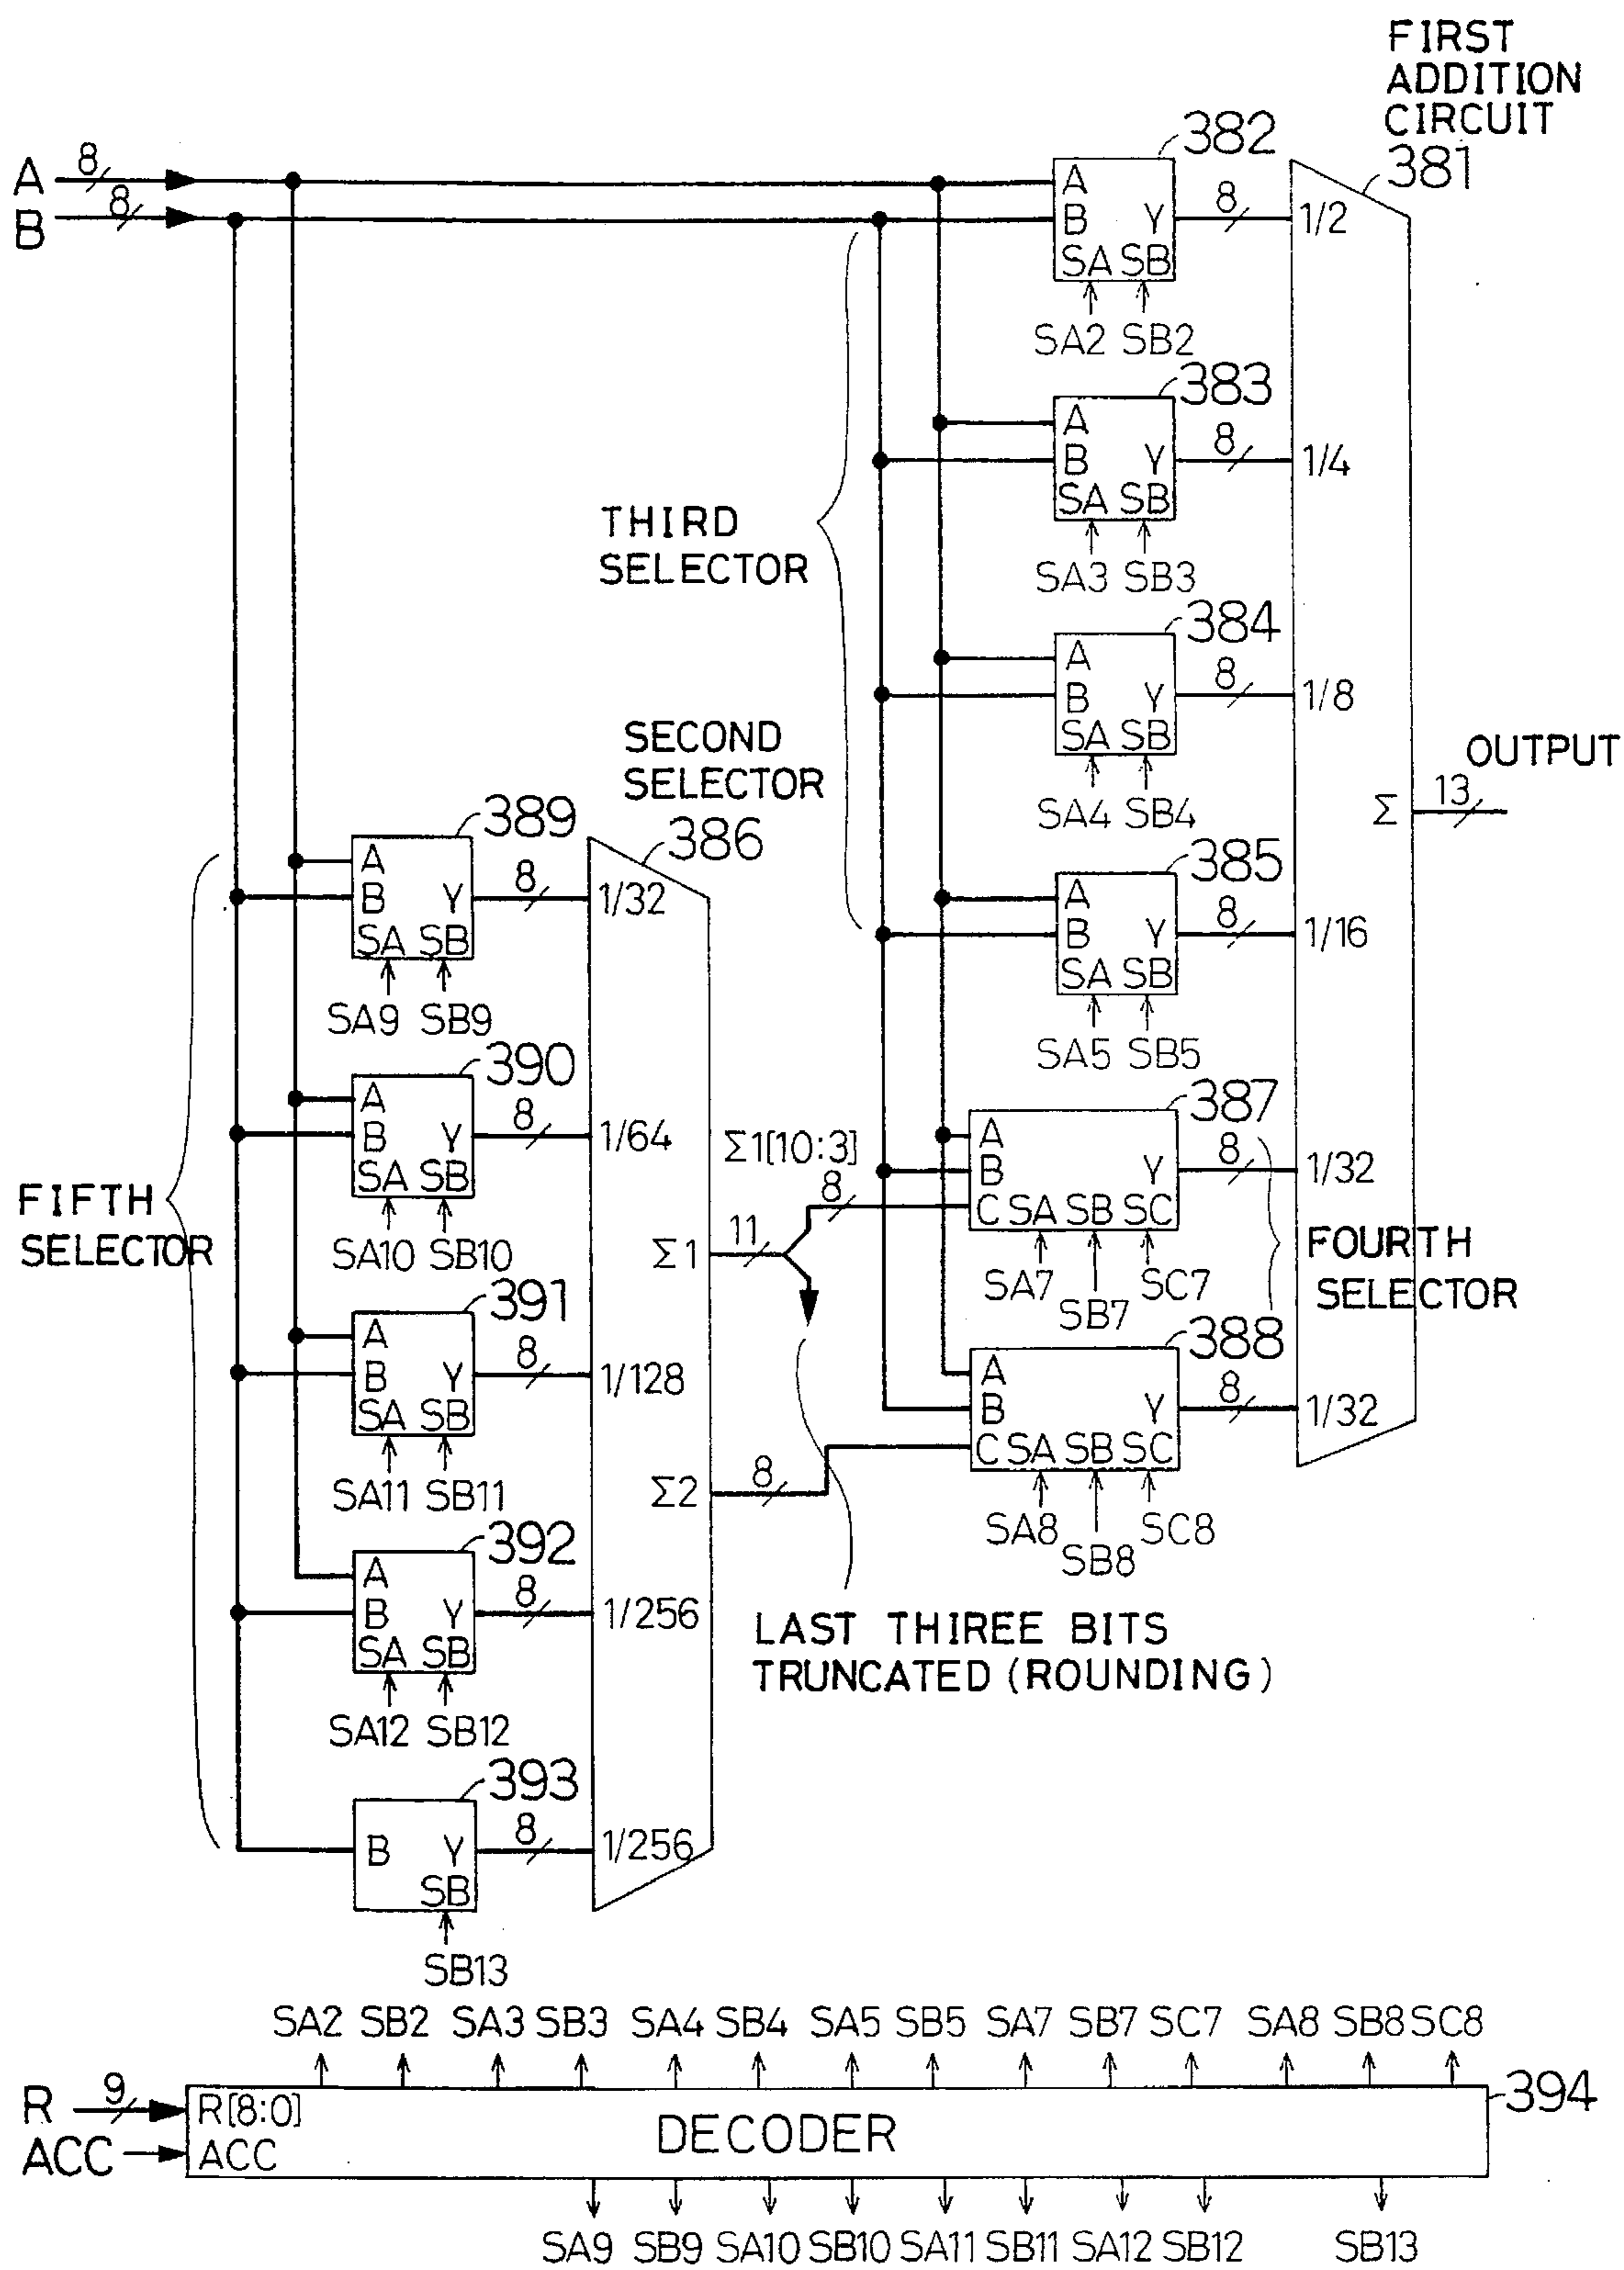 FIRST
ADDITION
CIRCUIT
381
A 8
B 8
382
A
B Y
SA SB
8
1/2
SA2 SB2
383
A
B Y
SA SB
8
1/4
SA3 SB3
THIRD
SELECTOR
384
A
B Y
SA SB
8
1/8
SA4 SB4
OUTPUT
Σ 13
385
A
B Y
SA SB
8
1/16
SA5 SB5
SECOND
SELECTOR
386
389
A
B Y
SA SB
8
1/32
SA9 SB9
390
A
B Y
SA SB
8
1/64
SA10 SB10
FIFTH
SELECTOR
391
A
B Y
SA SB
8
1/128
SA11 SB11
392
A
B Y
SA SB
8
1/256
SA12 SB12
393
B Y
SB
8
1/256
SB13
Σ1 11
Σ1[10:3]
8
Σ2 8
387
A
B Y
C SA SB SC
8
1/32
SA7 SB7 SC7
FOURTH
SELECTOR
388
A
B Y
C SA SB SC
8
1/32
SA8 SB8 SC8
LAST THIREE BITS
TRUNCATED (ROUNDING)
SA2 SB2 SA3 SB3 SA4 SB4 SA5 SB5 SA7 SB7 SC7 SA8 SB8 SC8
R 9 R[8:0]
ACC ACC
DECODER
394
SA9 SB9 SA10 SB10 SA11 SB11 SA12 SB12 SB13